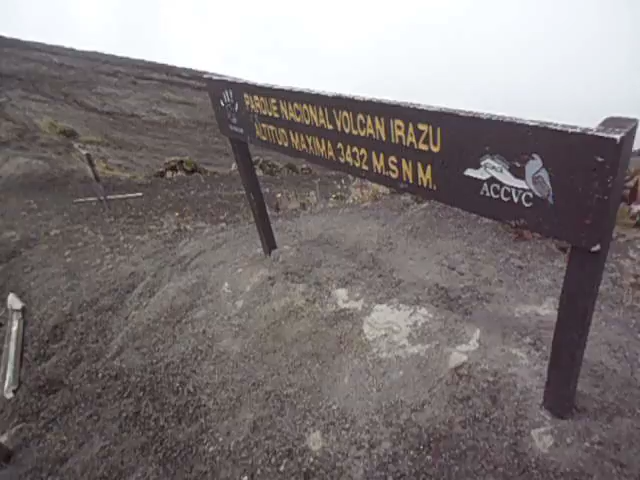 PARQUE NACIONAL VOLCAN IRAZU
ALTITUD MAXIMA 3432 M.S.N M.
ACCVC